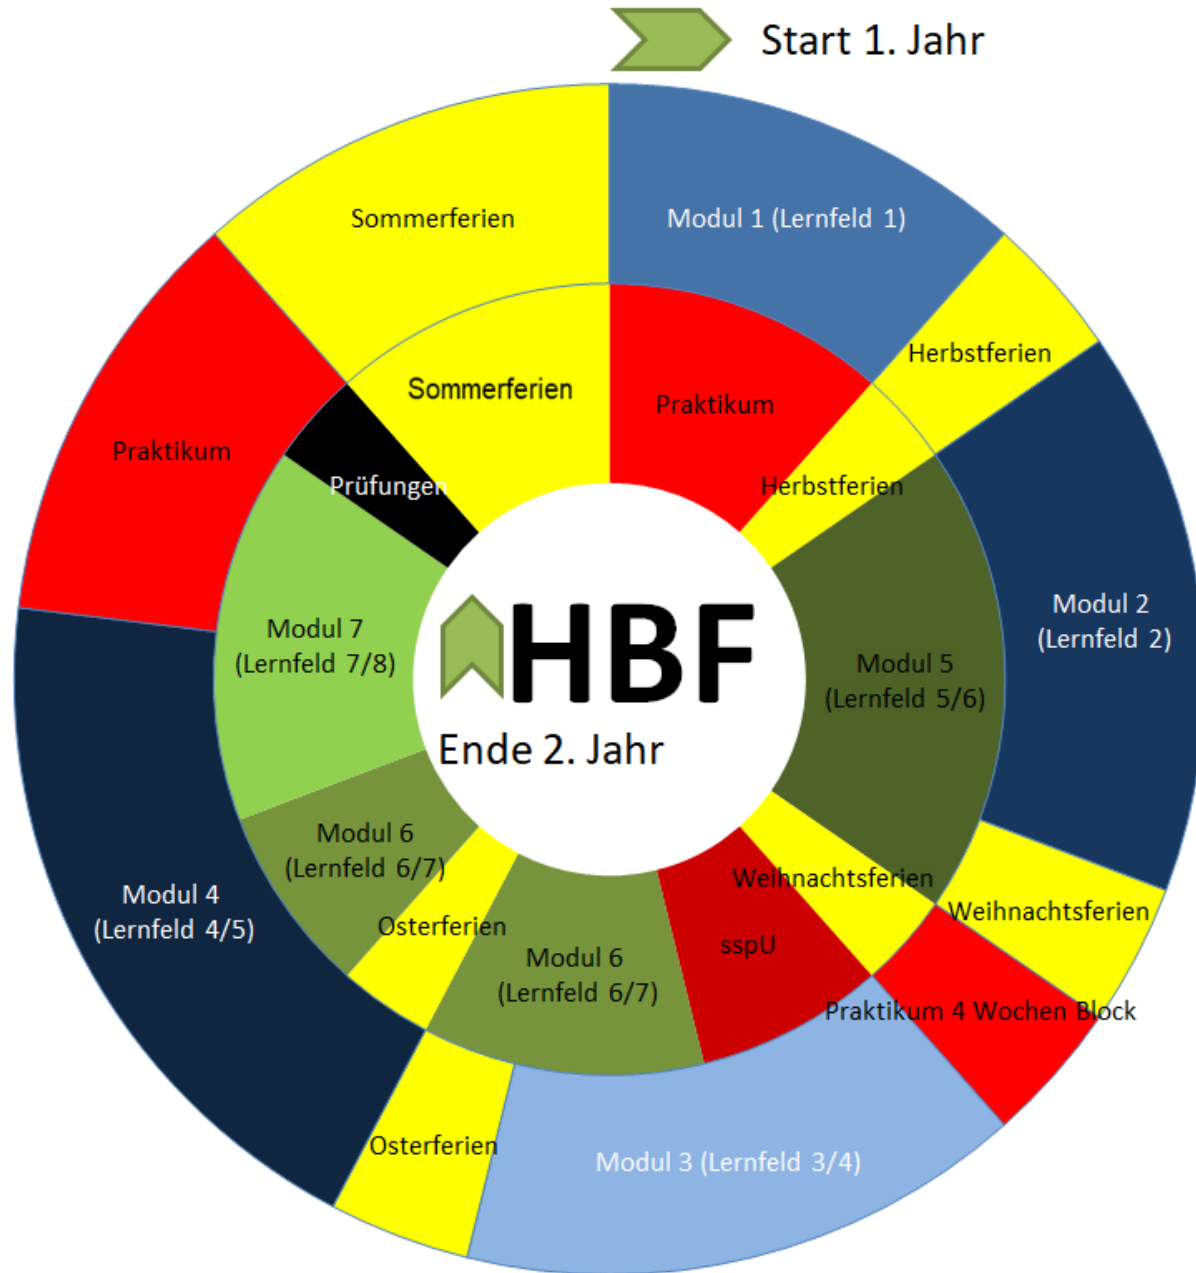 Start 1. Jahr
Sommerferien
Modul 1 (Lernfeld 1)
Herbstferien
Sommerferien
Praktikum
Praktikum
Prüfungen
Herbstferien
Modul 2
(Lernfeld 2)
Modul 7
(Lernfeld 7/8)
HBF
Ende 2. Jahr
Modul 5
(Lernfeld 5/6)
Modul 6
(Lernfeld 6/7)
Weihnachtsferien
Weihnachtsferien
Modul 4
(Lernfeld 4/5)
Osterferien
sspU
Modul 6
(Lernfeld 6/7)
Praktikum 4 Wochen Block
Osterferien
Modul 3 (Lernfeld 3/4)